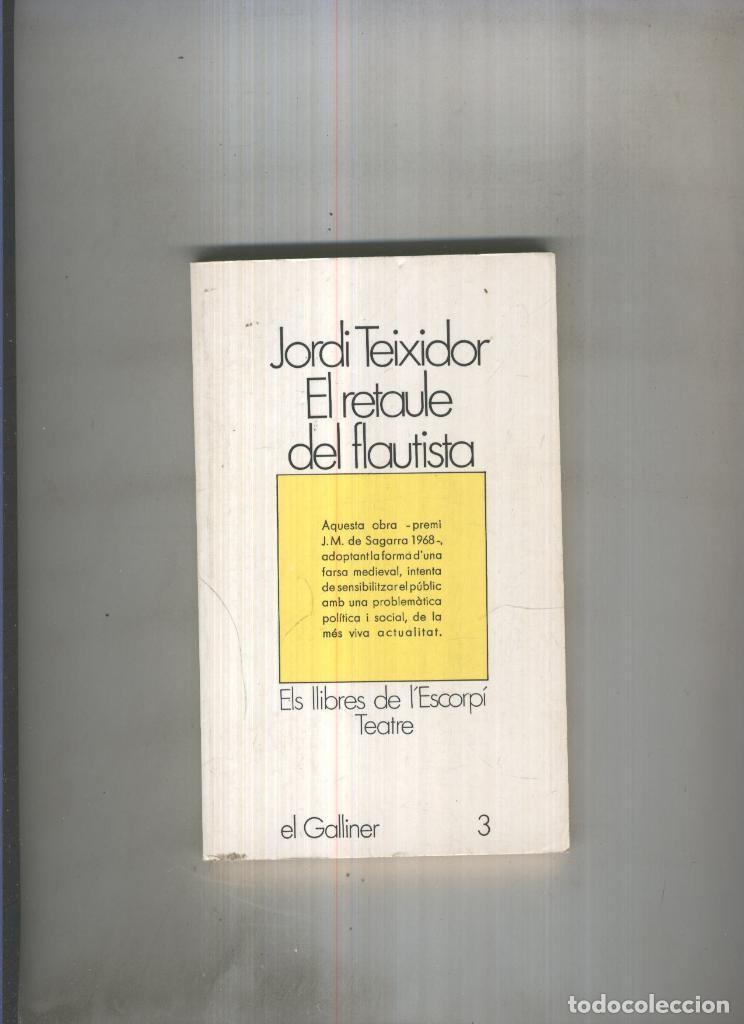 Jordi Teixidor
El retaule
del flautista
Aquesta obra -premi
J.M. de Sagarra 1968-,
adoptant la forma d'una
farsa medieval, intenta
de sensibilitzar el públic
amb una problemàtica
política i social, de la
més viva actualitat.
Els llibres de l'Escorpí
Teatre
el Galliner 3
todocoleccion